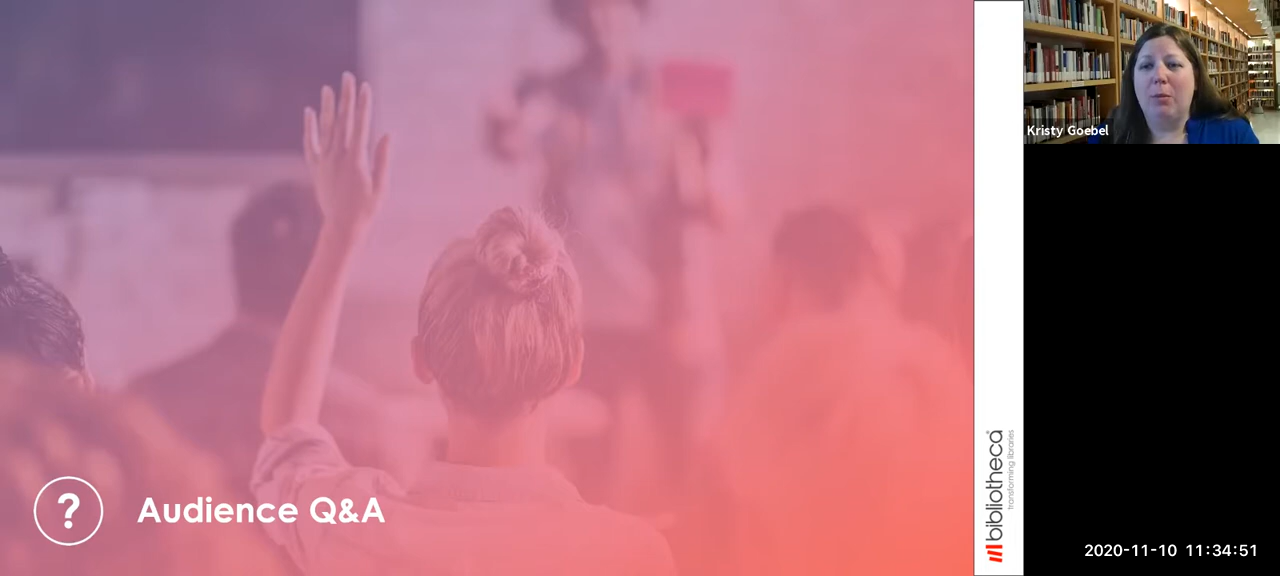 Kristy Goebel
?
Audience Q&A
bibliotheca
transforming libraries
2020-11-10 11:34:51